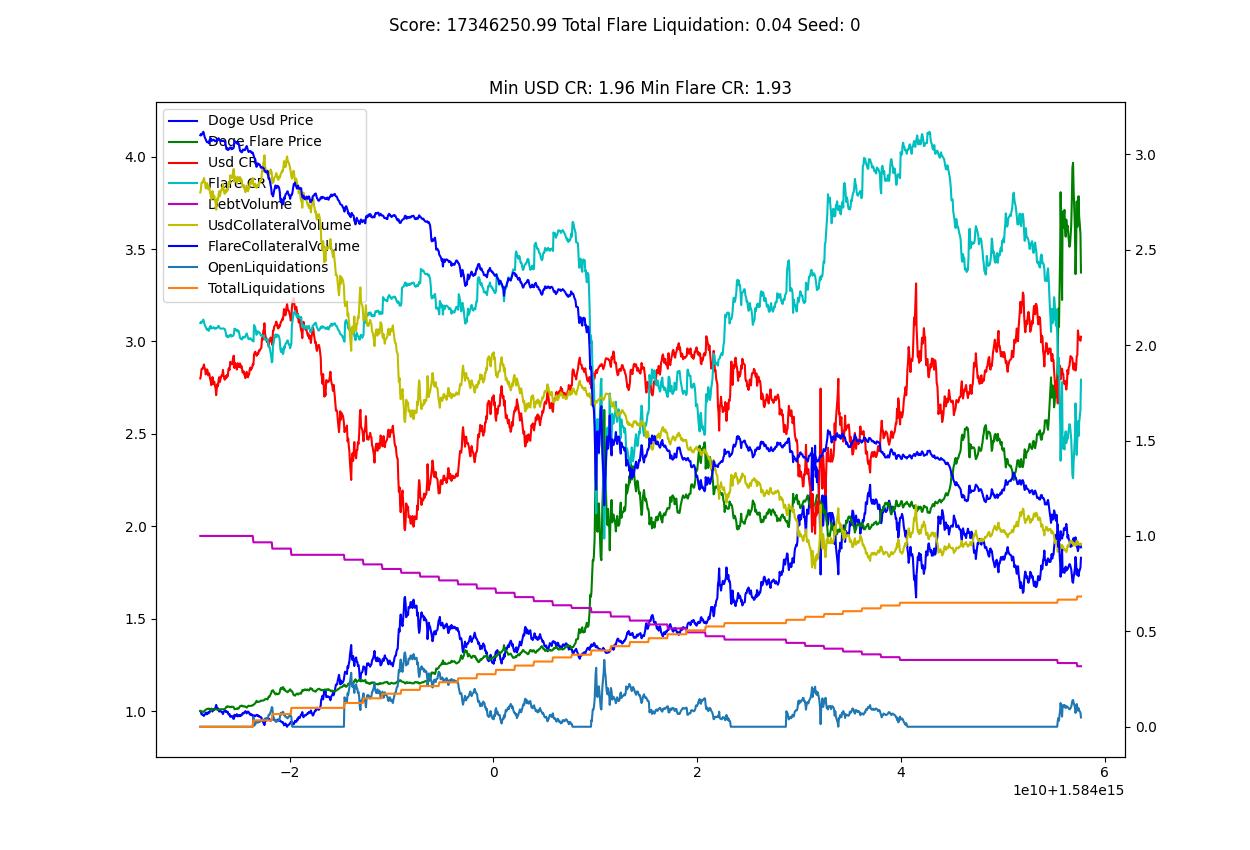 Score: 17346250.99 Total Flare Liquidation: 0.04 Seed: 0
Min USD CR: 1.96 Min Flare CR: 1.93
Doge Usd Price
Doge Flare Price
Usd CR
Flare CR
DebtVolume
UsdCollateralVolume
FlareCollateralVolume
OpenLiquidations
TotalLiquidations
4.0
3.5
3.0
2.5
2.0
1.5
1.0
3.0
2.5
2.0
1.5
1.0
0.5
0.0
−2 0 2 4 6
1e10+1.584e15